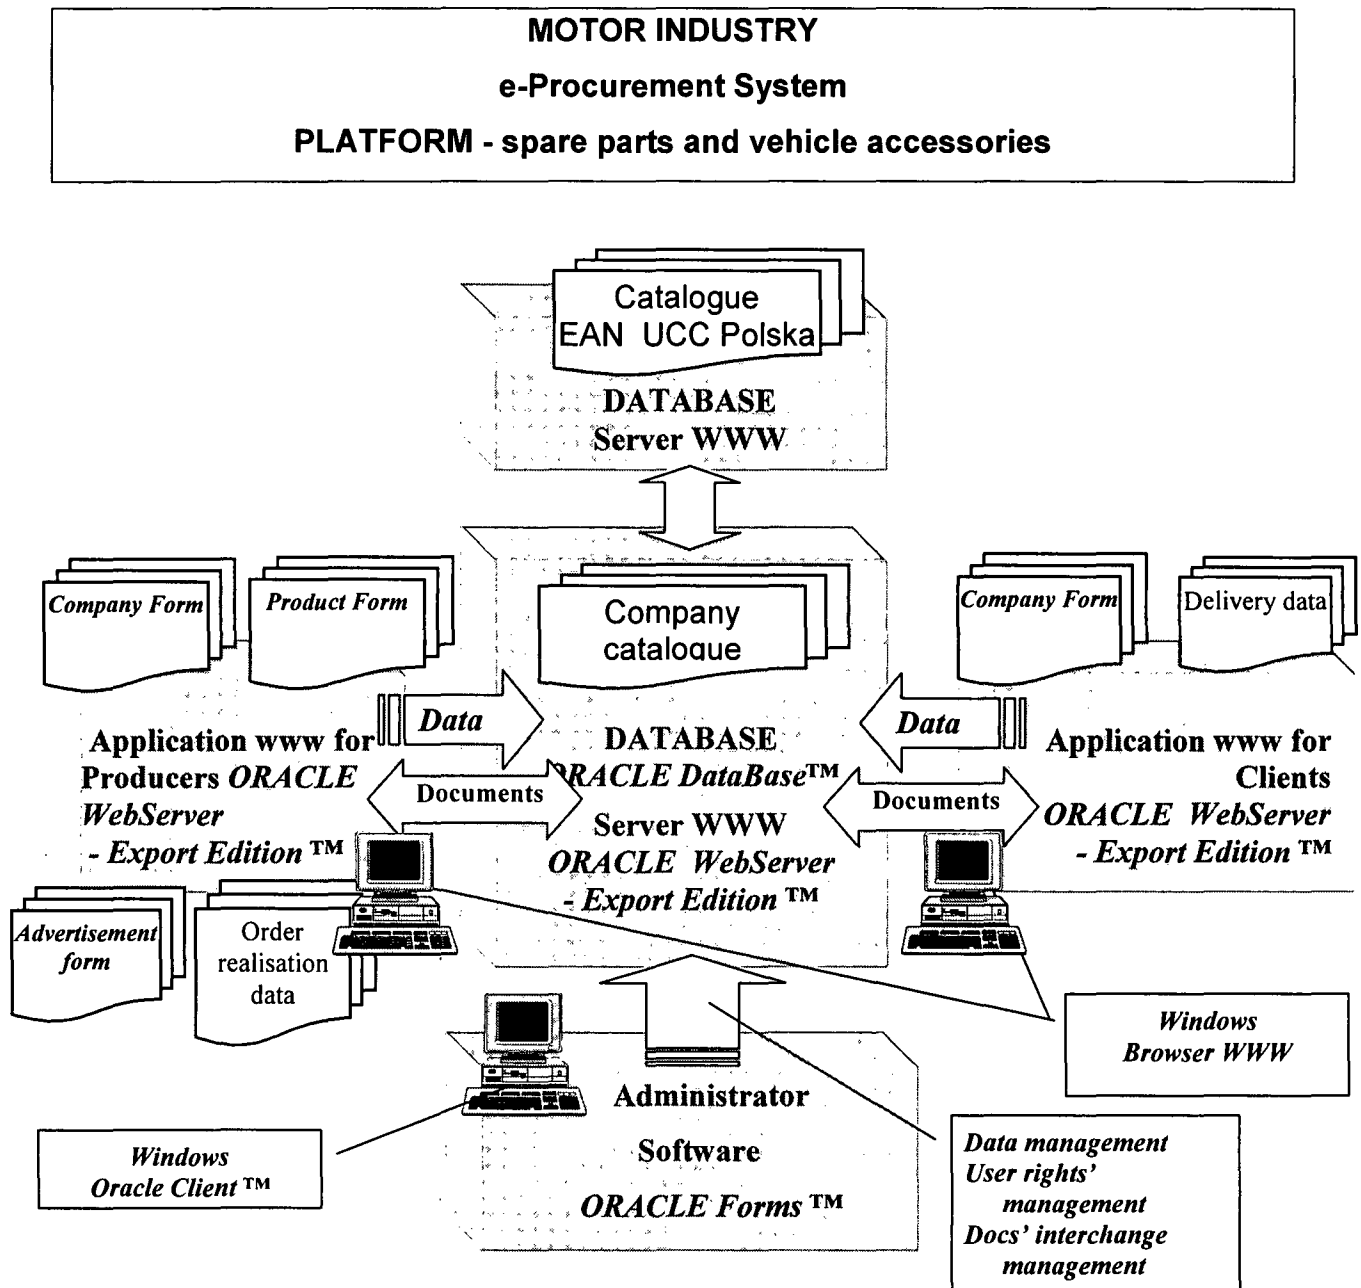 MOTOR INDUSTRY
e-Procurement System
PLATFORM - spare parts and vehicle accessories
Catalogue
EAN UCC Polska
DATABASE
Server WWW
Company Form
Product Form
Company
catalogue
Company Form
Delivery data
Data
Data
Application www for
Producers ORACLE
WebServer
- Export Edition ™
Documents
DATABASE
ORACLE DataBase™
Server WWW
ORACLE WebServer
- Export Edition ™
Documents
Application www for
Clients
ORACLE WebServer
- Export Edition ™
Advertisement
form
Order
realisation
data
Windows
Browser WWW
Administrator
Software
ORACLE Forms ™
Windows
Oracle Client ™
Data management
User rights'
management
Docs' interchange
management